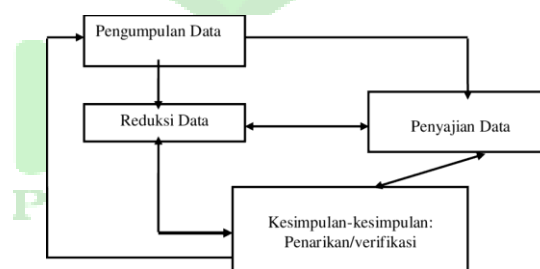 Pengumpulan Data
Reduksi Data
Penyajian Data
Kesimpulan-kesimpulan:
Penarikan/verifikasi
P